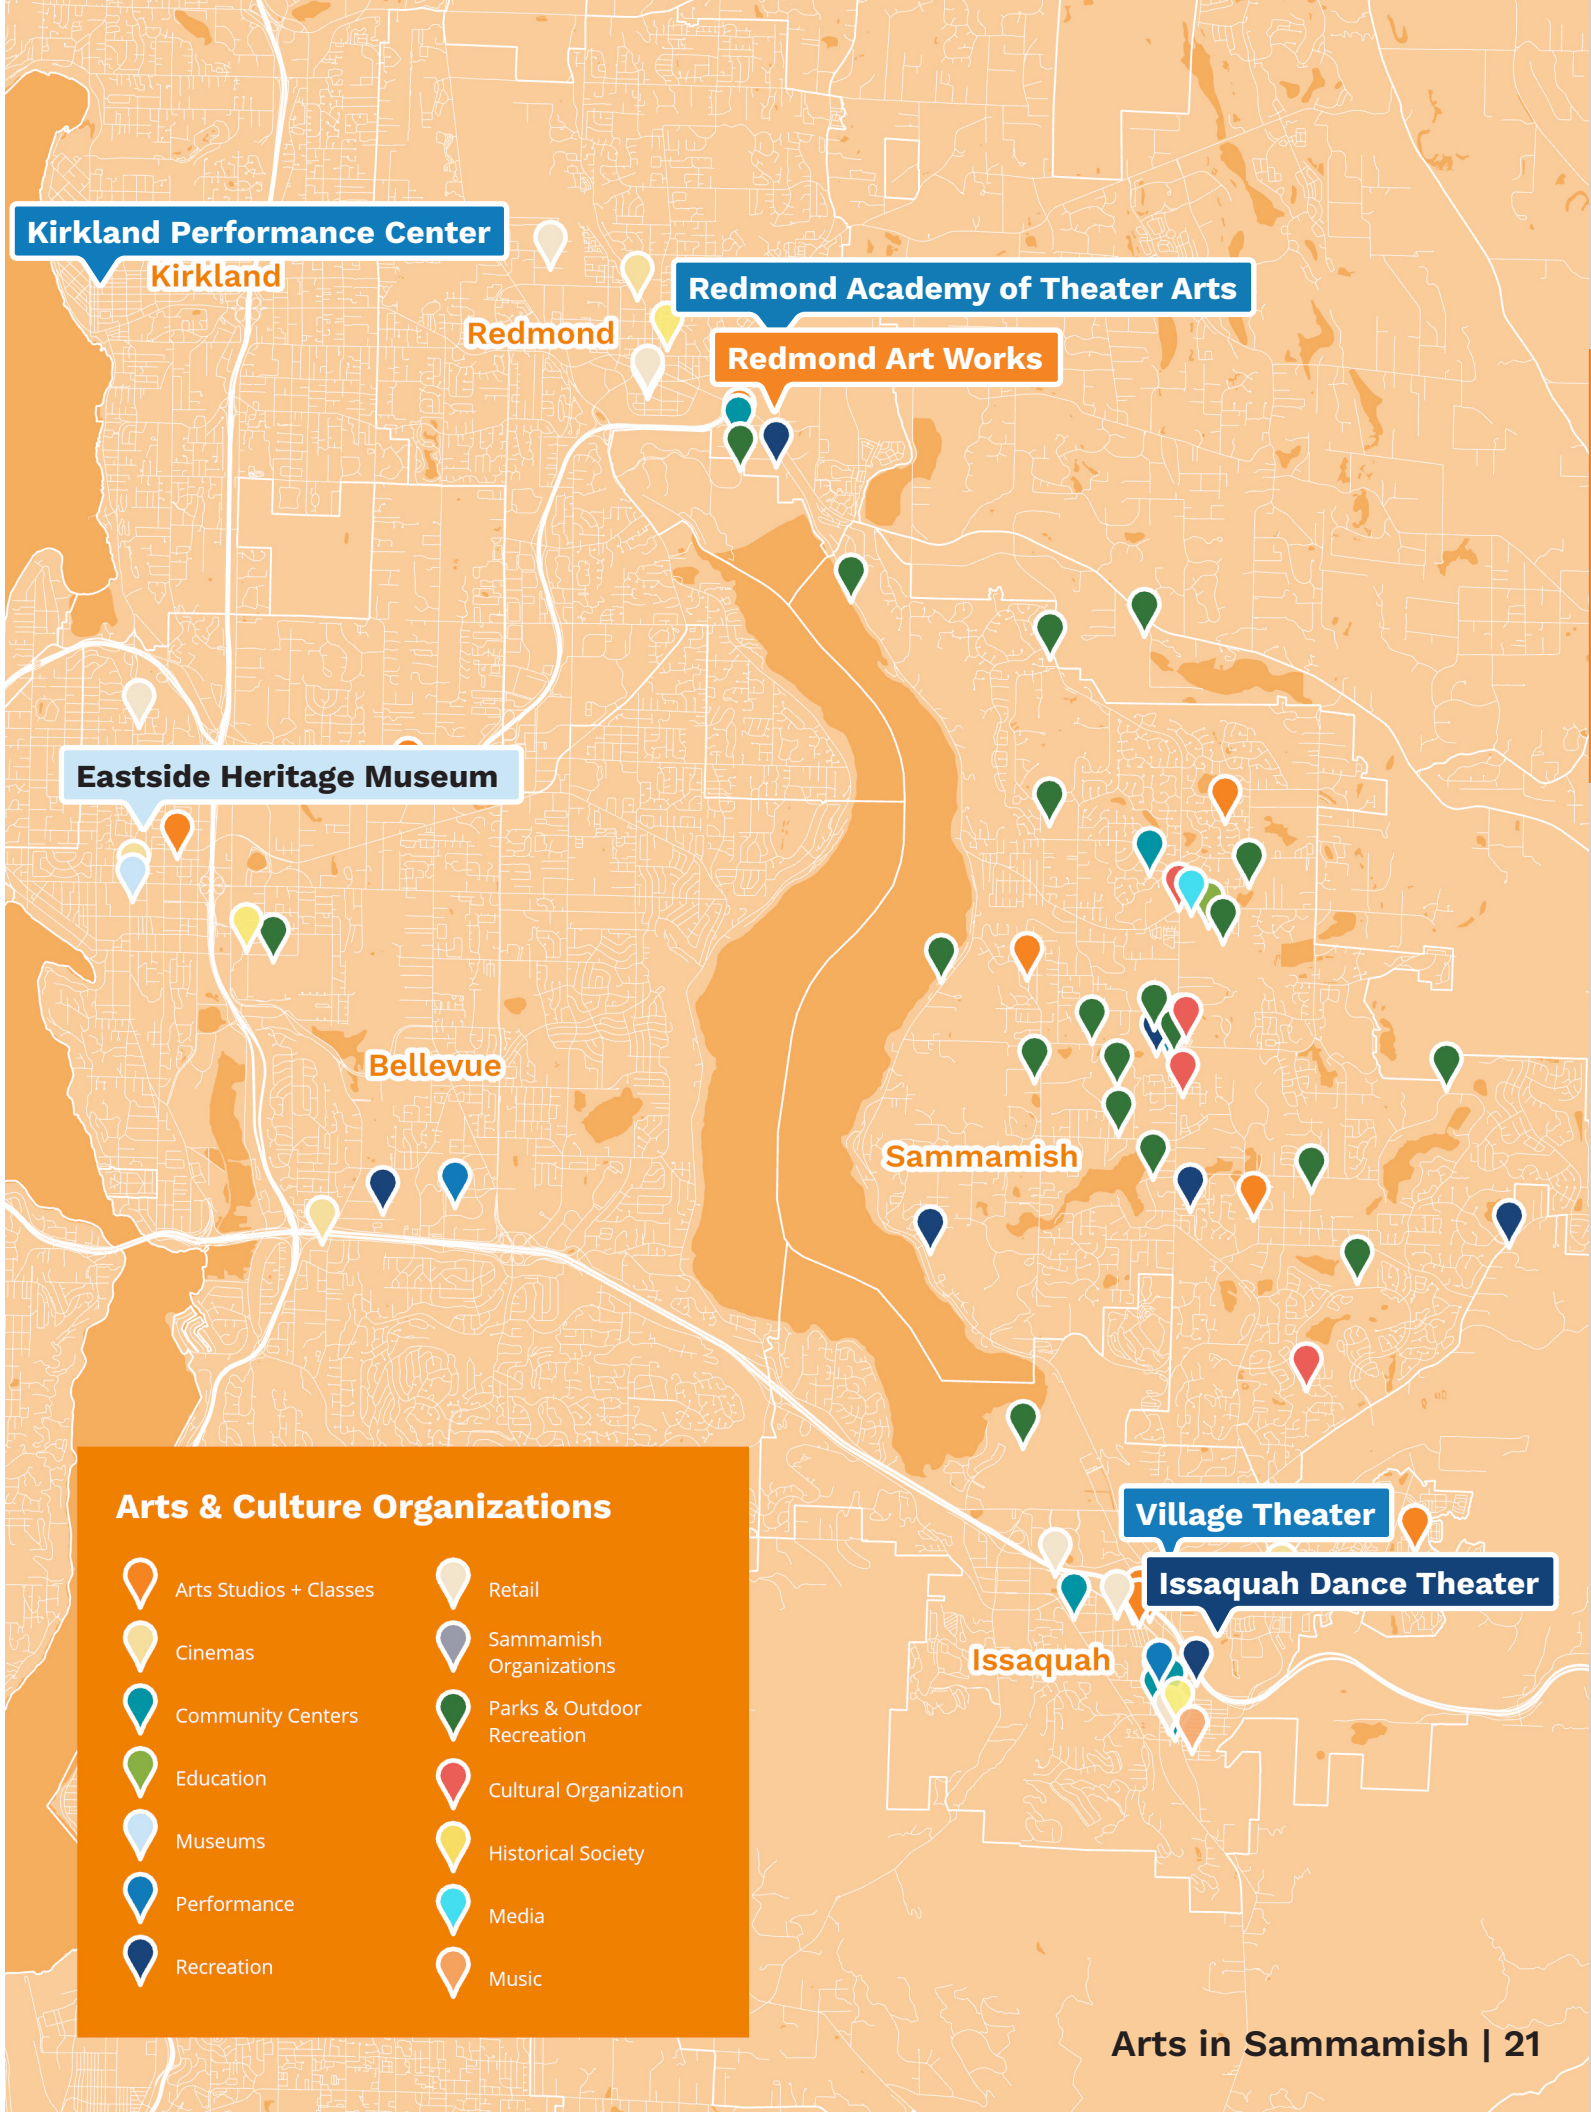 Kirkland Performance Center
Kirkland
Redmond Academy of Theater Arts
Redmond
Redmond Art Works
Eastside Heritage Museum
Bellevue
Sammamish
Village Theater
Issaquah Dance Theater
Issaquah
Arts & Culture Organizations
Arts Studios + Classes
Cinemas
Community Centers
Education
Museums
Performance
Recreation
Retail
Sammamish
Organizations
Parks & Outdoor
Recreation
Cultural Organization
Historical Society
Media
Music
Arts in Sammamish | 21